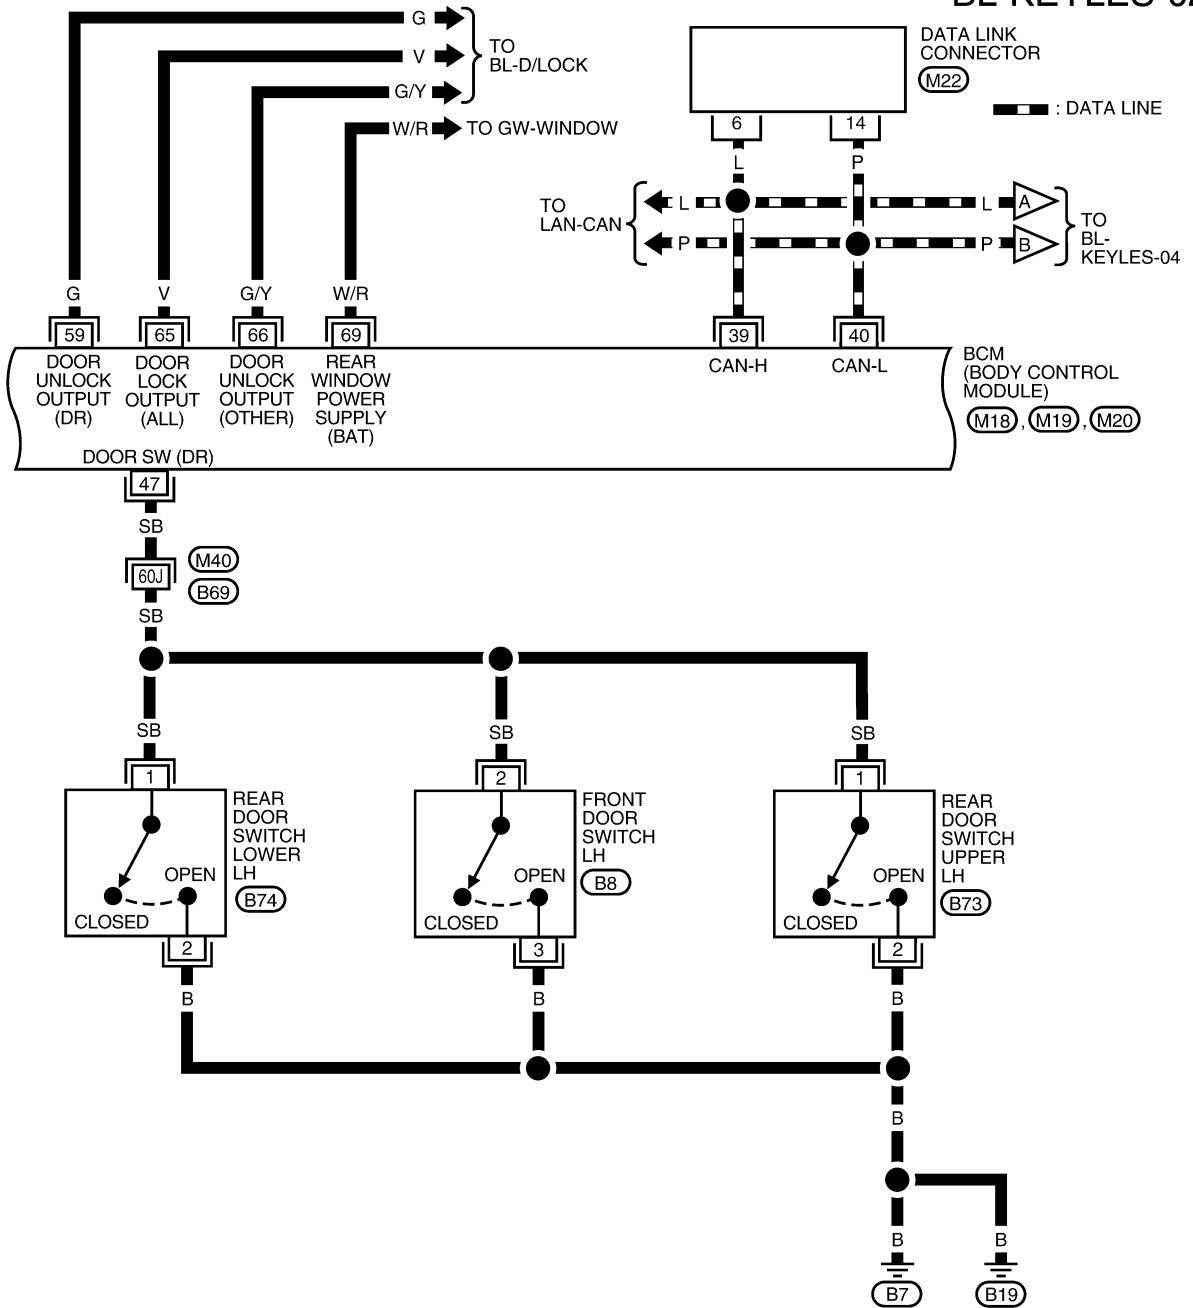 G
V
G/Y
W/R
TO
BL-D/LOCK
TO GW-WINDOW
DATA LINK
CONNECTOR
M22
: DATA LINE
6
14
L
P
TO
LAN-CAN
L
L
A
P
P
B
TO
BL-
KEYLES-04
G
V
G/Y
W/R
59
65
66
69
39
40
DOOR
UNLOCK
OUTPUT
(DR)
DOOR
LOCK
OUTPUT
(ALL)
DOOR
UNLOCK
OUTPUT
(OTHER)
REAR
WINDOW
POWER
SUPPLY
(BAT)
CAN-H
CAN-L
BCM
(BODY CONTROL
MODULE)
M18 , M19 , M20
DOOR SW (DR)
47
SB
60J
M40
B69
SB
SB
SB
SB
1
2
1
REAR
DOOR
SWITCH
LOWER
LH
B74
OPEN
CLOSED
FRONT
DOOR
SWITCH
LH
B8
OPEN
CLOSED
REAR
DOOR
SWITCH
UPPER
LH
B73
OPEN
CLOSED
2
3
2
B
B
B
B
B
B
B7
B19